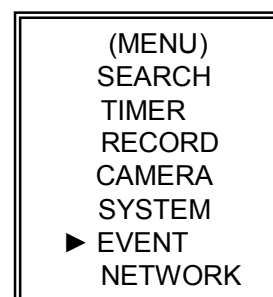 (MENU)
SEARCH
TIMER
RECORD
CAMERA
SYSTEM
► EVENT
NETWORK